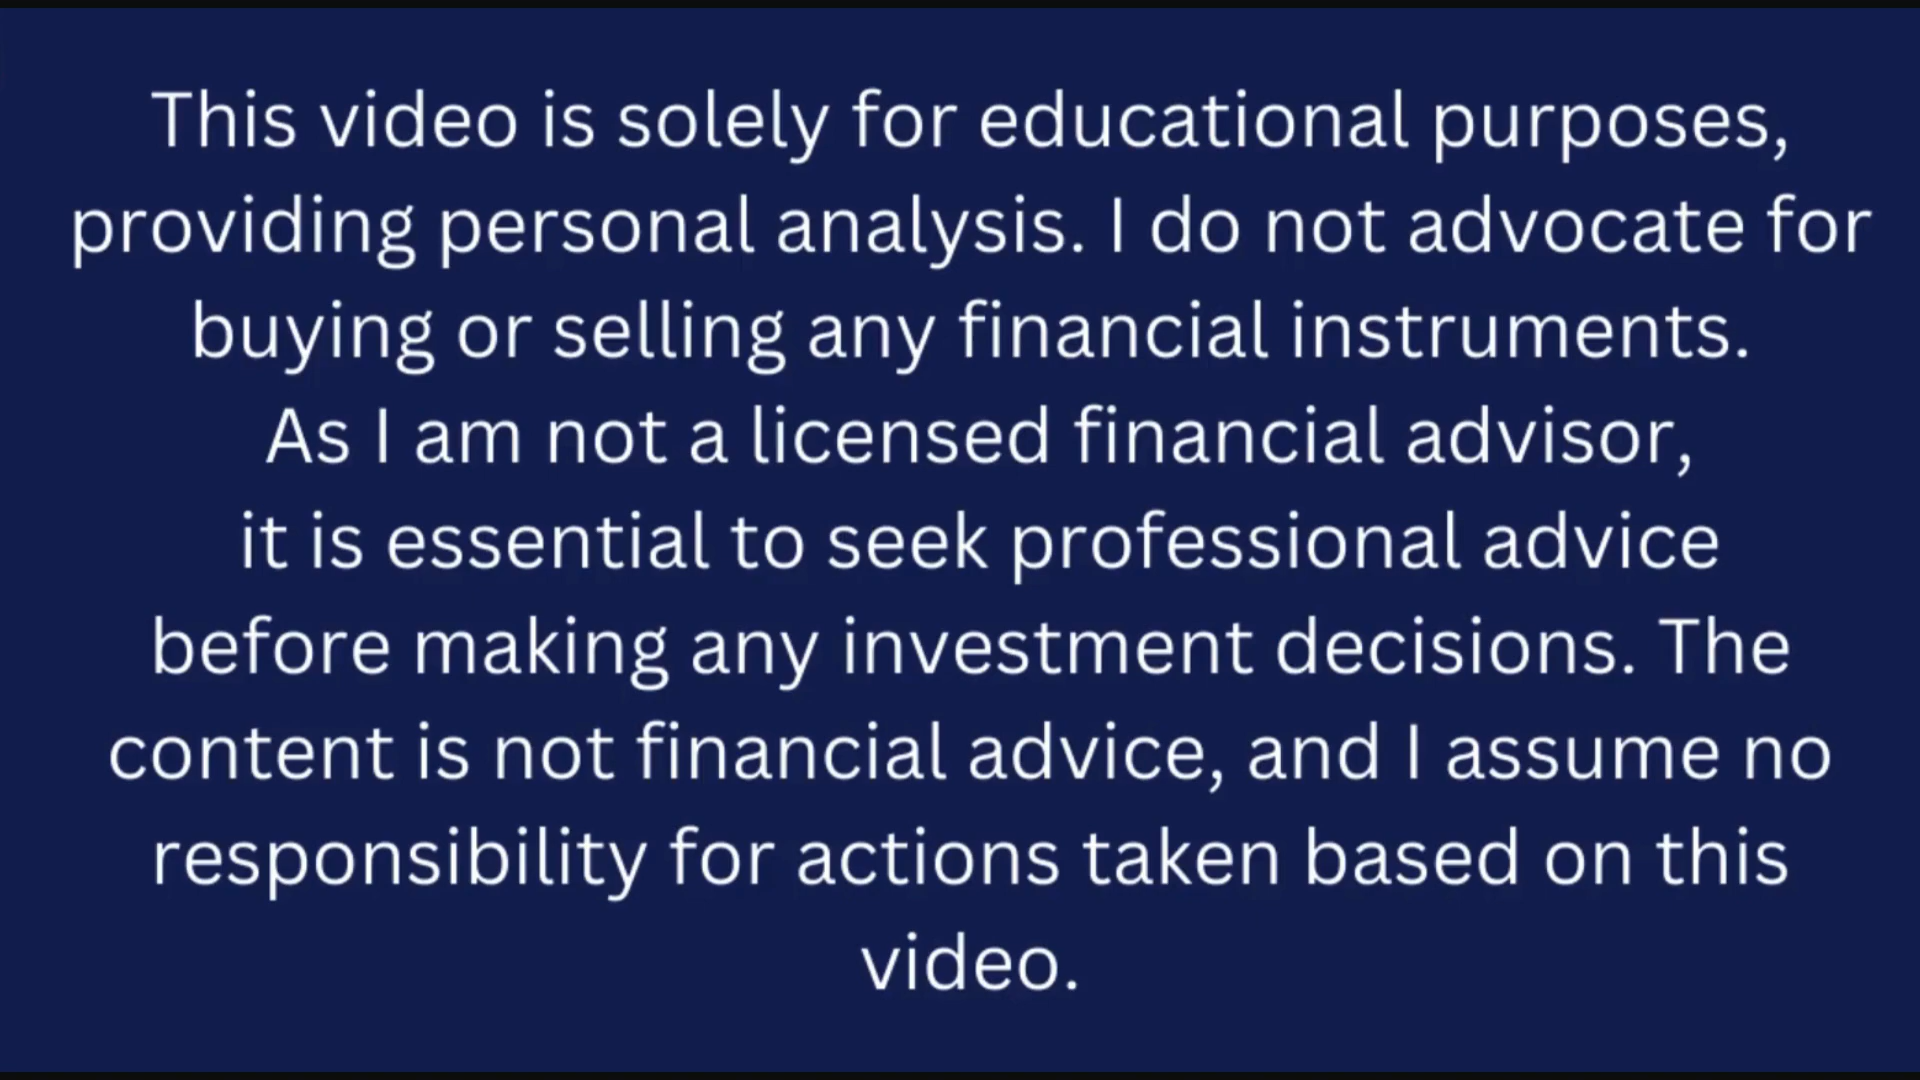 This video is solely for educational purposes,
providing personal analysis. I do not advocate for
buying or selling any financial instruments.
As I am not a licensed financial advisor,
it is essential to seek professional advice
before making any investment decisions. The
content is not financial advice, and I assume no
responsibility for actions taken based on this
video.